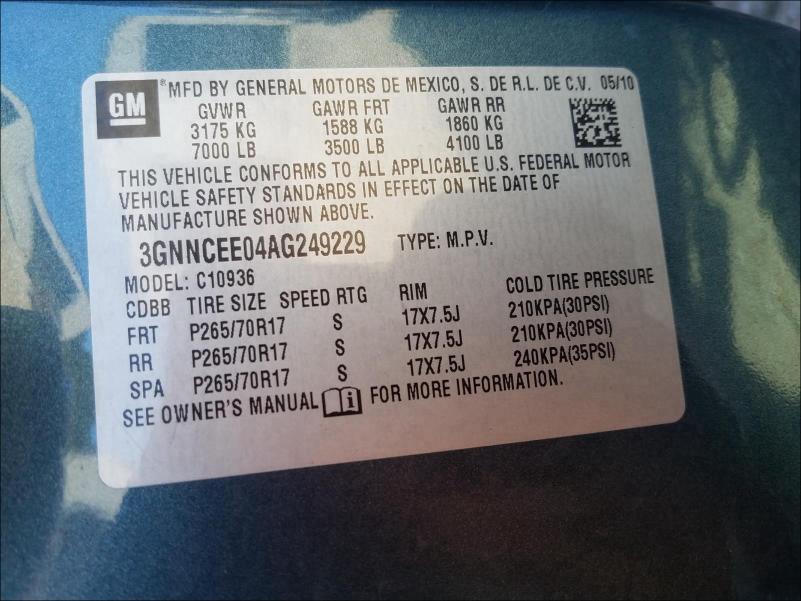 GM ® MFD BY GENERAL MOTORS DE MEXICO, S. DE R.L. DE C.V. 05/10
GVWR GAWR FRT GAWR RR
3175 KG 1588 KG 1860 KG
7000 LB 3500 LB 4100 LB
THIS VEHICLE CONFORMS TO ALL APPLICABLE U.S. FEDERAL MOTOR
VEHICLE SAFETY STANDARDS IN EFFECT ON THE DATE OF
MANUFACTURE SHOWN ABOVE.
3GNNCEE04AG249229 TYPE: M.P.V.
MODEL: C10936
CDBB TIRE SIZE SPEED RTG RIM COLD TIRE PRESSURE
FRT P265/70R17 S 17X7.5J 210KPA(30PSI)
RR P265/70R17 S 17X7.5J 210KPA(30PSI)
SPA P265/70R17 S 17X7.5J 240KPA(35PSI)
SEE OWNER'S MANUAL FOR MORE INFORMATION.